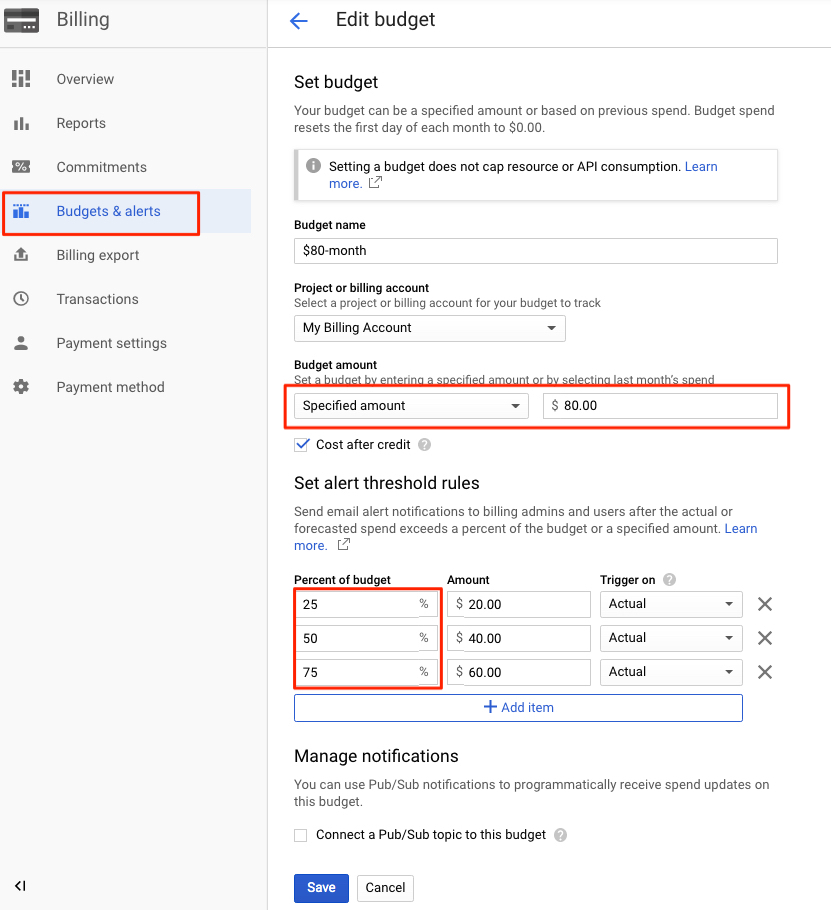 Billing
Edit budget
Overview
Reports
Commitments
Budgets & alerts
Billing export
Transactions
Payment settings
Payment method
Set budget
Your budget can be a specified amount or based on previous spend. Budget spend
resets the first day of each month to $0.00.
Setting a budget does not cap resource or API consumption. Learn
more.
Budget name
$80-month
Project or billing account
Select a project or billing account for your budget to track
My Billing Account
Budget amount
Set a budget by entering a specified amount or by selecting last month's spend
Specified amount $ 80.00
Cost after credit ?
Set alert threshold rules
Send email alert notifications to billing admins and users after the actual or
forecasted spend exceeds a percent of the budget or a specified amount. Learn
more.
Percent of budget Amount Trigger on ?
25 % $ 20.00 Actual
50 % $ 40.00 Actual
75 % $ 60.00 Actual
+ Add item
Manage notifications
You can use Pub/Sub notifications to programmatically receive spend updates on
this budget.
Connect a Pub/Sub topic to this budget ?
Save Cancel